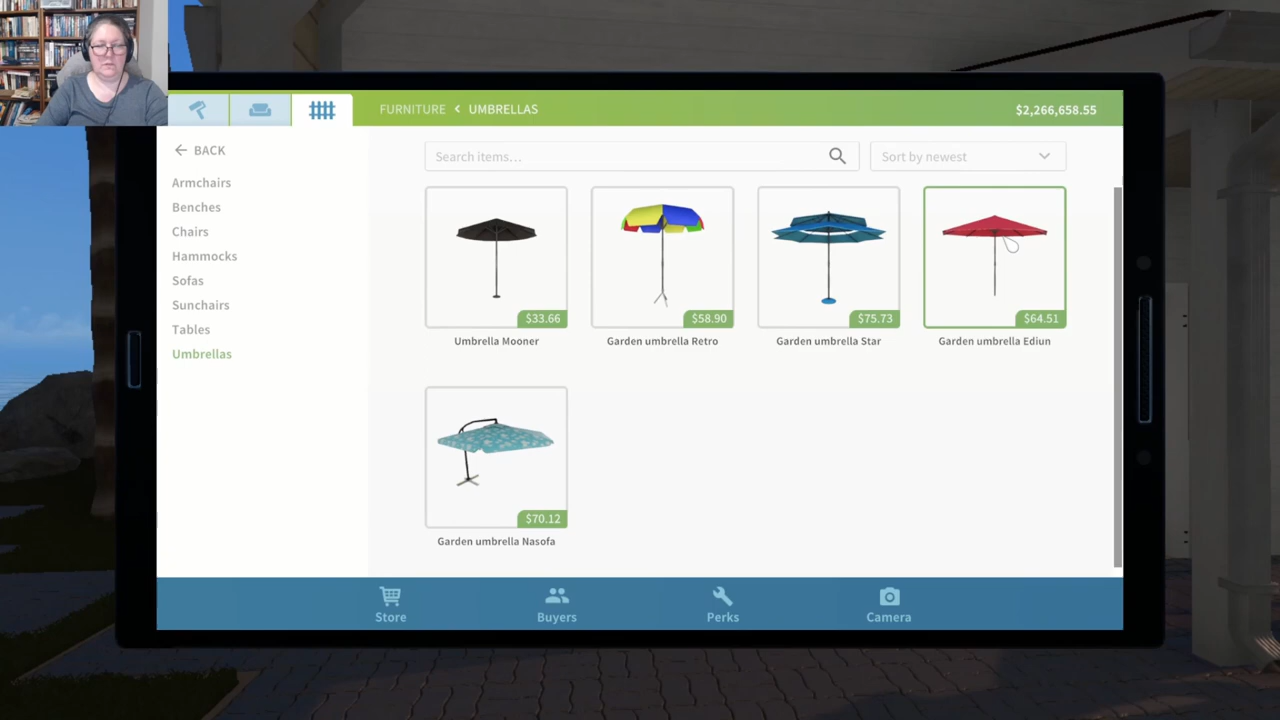 FURNITURE < UMBRELLAS
$2,266,658.55
BACK
Search items...
Sort by newest
Armchairs
Benches
Chairs
Hammocks
Sofas
Sunchairs
Tables
Umbrellas
$33.66
$58.90
$75.73
$64.51
Umbrella Mooner
Garden umbrella Retro
Garden umbrella Star
Garden umbrella Ediun
$70.12
Garden umbrella Nasofa
Store
Buyers
Perks
Camera